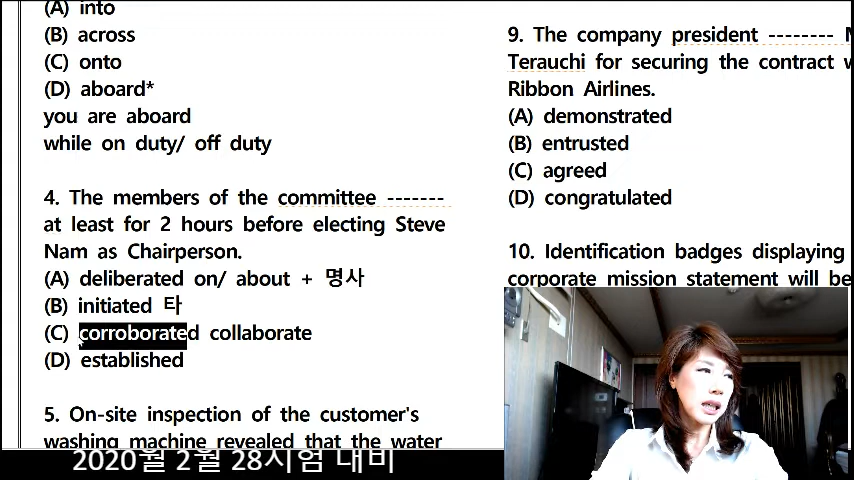 (A) into
(B) across
(C) onto
(D) aboard*
you are aboard
while on duty/ off duty
4. The members of the committee -------
at least for 2 hours before electing Steve
Nam as Chairperson.
(A) deliberated on/ about + 명사
(B) initiated 타
(C) corroborated collaborate
(D) established
5. On-site inspection of the customer's
washing machine revealed that the water
9. The company president --------
Terauchi for securing the contract
Ribbon Airlines.
(A) demonstrated
(B) entrusted
(C) agreed
(D) congratulated
10. Identification badges displaying
corporate mission statement will be
2020월 2월 28시험 대비